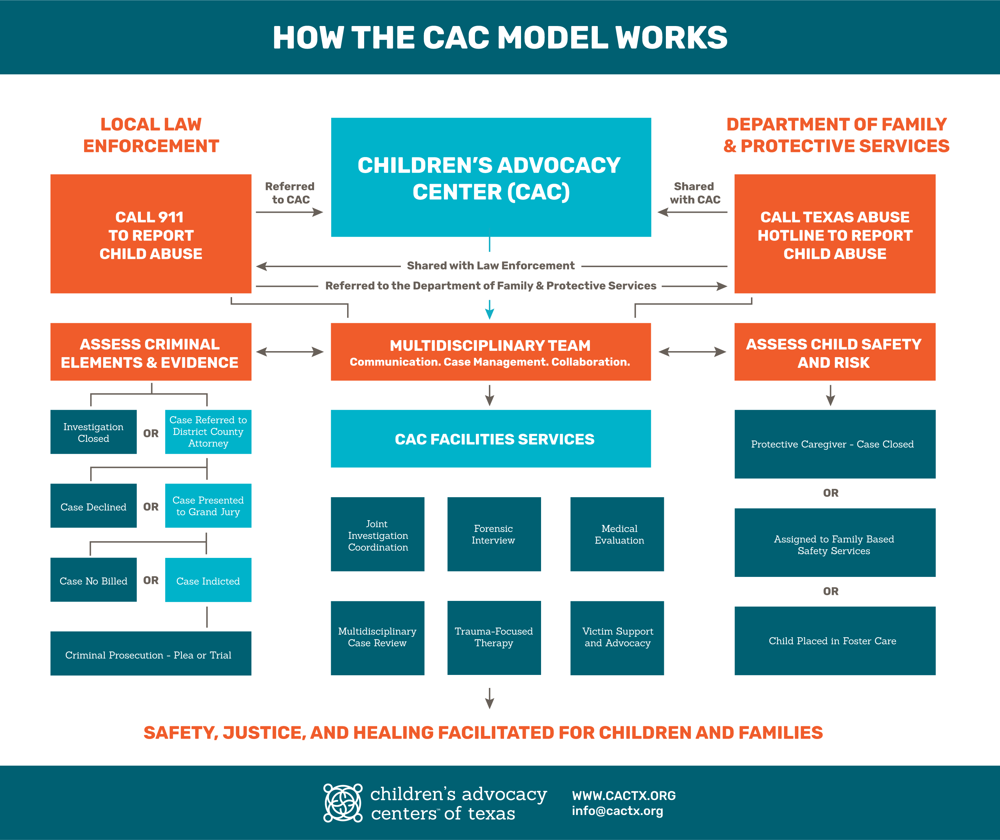 HOW THE CAC MODEL WORKS
LOCAL LAW
ENFORCEMENT
CALL 911
TO REPORT
CHILD ABUSE
Referred
to CAC
CHILDREN’S ADVOCACY
CENTER (CAC)
Shared
with CAC
DEPARTMENT OF FAMILY
& PROTECTIVE SERVICES
CALL TEXAS ABUSE
HOTLINE TO REPORT
CHILD ABUSE
Shared with Law Enforcement
Referred to the Department of Family & Protective Services
ASSESS CRIMINAL
ELEMENTS & EVIDENCE
MULTIDISCIPLINARY TEAM
Communication. Case Management. Collaboration.
ASSESS CHILD SAFETY
AND RISK
Investigation
Closed
OR
Case Referred to
District County
Attorney
Case Declined
OR
Case Presented
to Grand Jury
Case No Billed
OR
Case Indicted
Criminal Prosecution - Plea or Trial
CAC FACILITIES SERVICES
Joint
Investigation
Coordination
Forensic
Interview
Medical
Evaluation
Multidisciplinary
Case Review
Trauma-Focused
Therapy
Victim Support
and Advocacy
Protective Caregiver - Case Closed
OR
Assigned to Family Based
Safety Services
OR
Child Placed in Foster Care
SAFETY, JUSTICE, AND HEALING FACILITATED FOR CHILDREN AND FAMILIES
children’s advocacy
centers™ of texas
WWW.CACTX.ORG
info@cactx.org